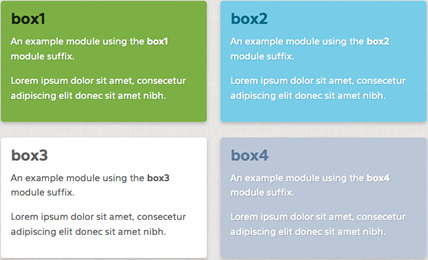 box1
An example module using the box1
module suffix.
Lorem ipsum dolor sit amet, consectetur
adipiscing elit donec sit amet nibh.
box2
An example module using the box2
module suffix.
Lorem ipsum dolor sit amet, consectetur
adipiscing elit donec sit amet nibh.
box3
An example module using the box3
module suffix.
Lorem ipsum dolor sit amet, consectetur
adipiscing elit donec sit amet nibh.
box4
An example module using the box4
module suffix.
Lorem ipsum dolor sit amet, consectetur
adipiscing elit donec sit amet nibh.